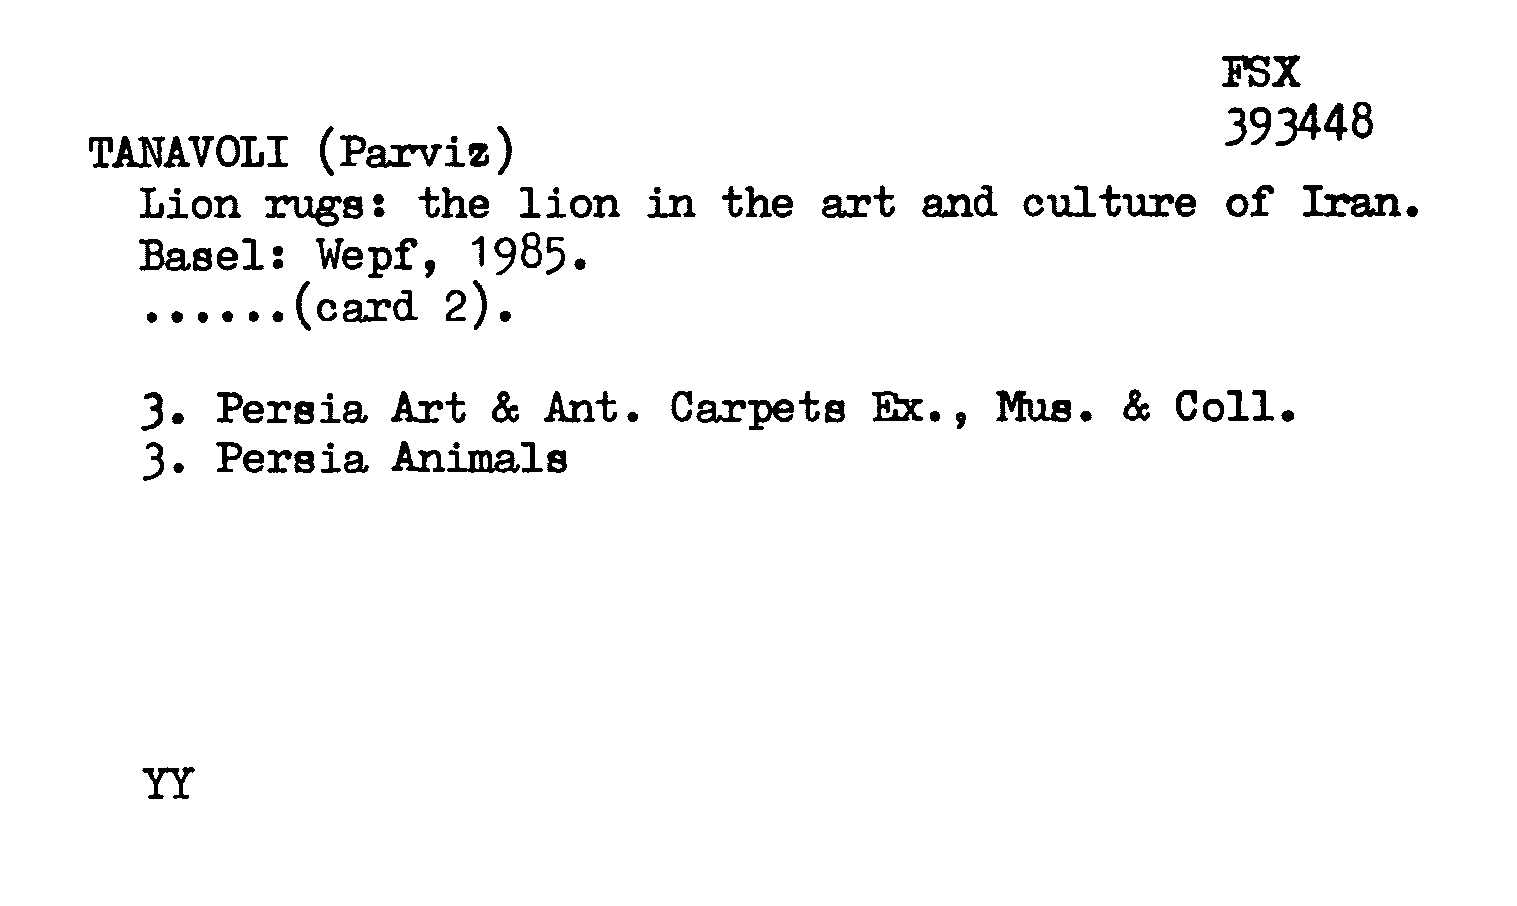 FSX
393448
TANAVOLI (Parviz)
Lion rugs: the lion in the art and culture of Iran.
Basel: Wepf, 1985.
......(card 2).
3. Persia Art & Ant. Carpets Ex., Mus. & Coll.
3. Persia Animals
YY